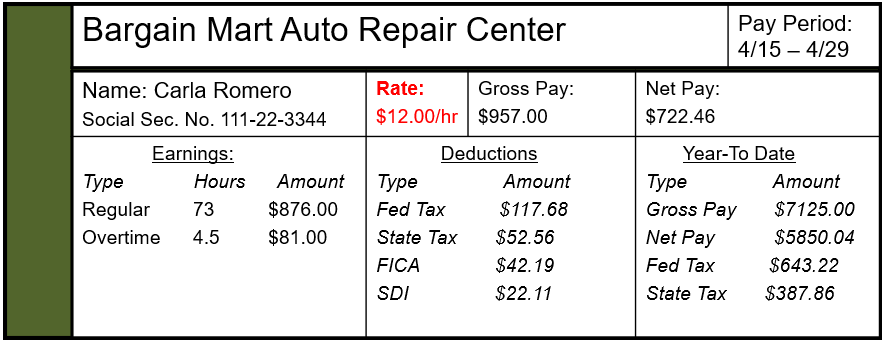 Bargain Mart Auto Repair Center
Pay Period:
4/15 – 4/29
Name: Carla Romero
Social Sec. No. 111-22-3344
Rate:
$12.00/hr
Gross Pay:
$957.00
Net Pay:
$722.46
Earnings:
Type Hours Amount
Regular 73 $876.00
Overtime 4.5 $81.00
Deductions
Type Amount
Fed Tax $117.68
State Tax $52.56
FICA $42.19
SDI $22.11
Year-To Date
Type Amount
Gross Pay $7125.00
Net Pay $5850.04
Fed Tax $643.22
State Tax $387.86